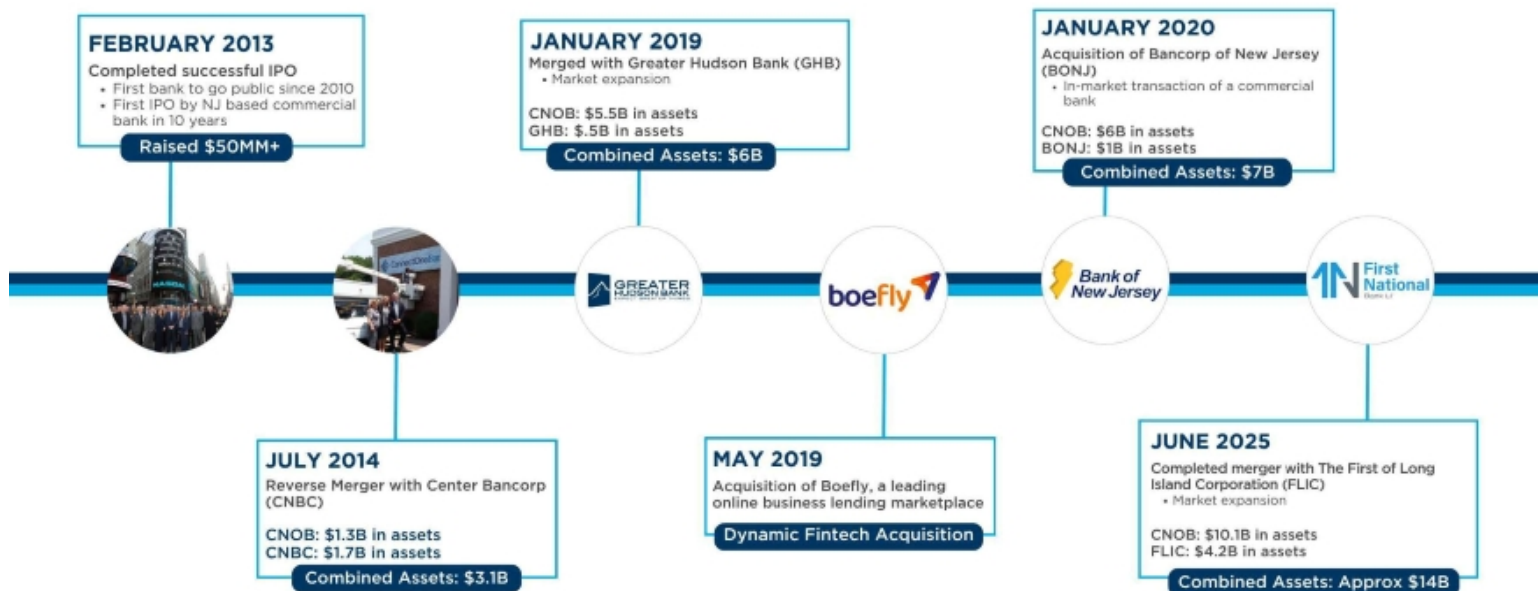 FEBRUARY 2013
Completed successful IPO
• First bank to go public since 2010
• First IPO by NJ based commercial
bank in 10 years
Raised $50MM+
JANUARY 2019
Merged with Greater Hudson Bank (GHB)
• Market expansion
CNOB: $5.5B in assets
GHB: $.5B in assets
Combined Assets: $6B
JANUARY 2020
Acquisition of Bancorp of New Jersey
(BONJ)
• In-market transaction of a commercial
bank
CNOB: $6B in assets
BONJ: $1B in assets
Combined Assets: $7B
NASDAQ
ConnectOne
GREATER
HUDSON BANK
boefly
Bank of
New Jersey
1N First
National
Bank LI
JULY 2014
Reverse Merger with Center Bancorp
(CNBC)
CNOB: $1.3B in assets
CNBC: $1.7B in assets
Combined Assets: $3.1B
MAY 2019
Acquisition of Boefly, a leading
online business lending marketplace
Dynamic Fintech Acquisition
JUNE 2025
Completed merger with The First of Long
Island Corporation (FLIC)
• Market expansion
CNOB: $10.1B in assets
FLIC: $4.2B in assets
Combined Assets: Approx $14B